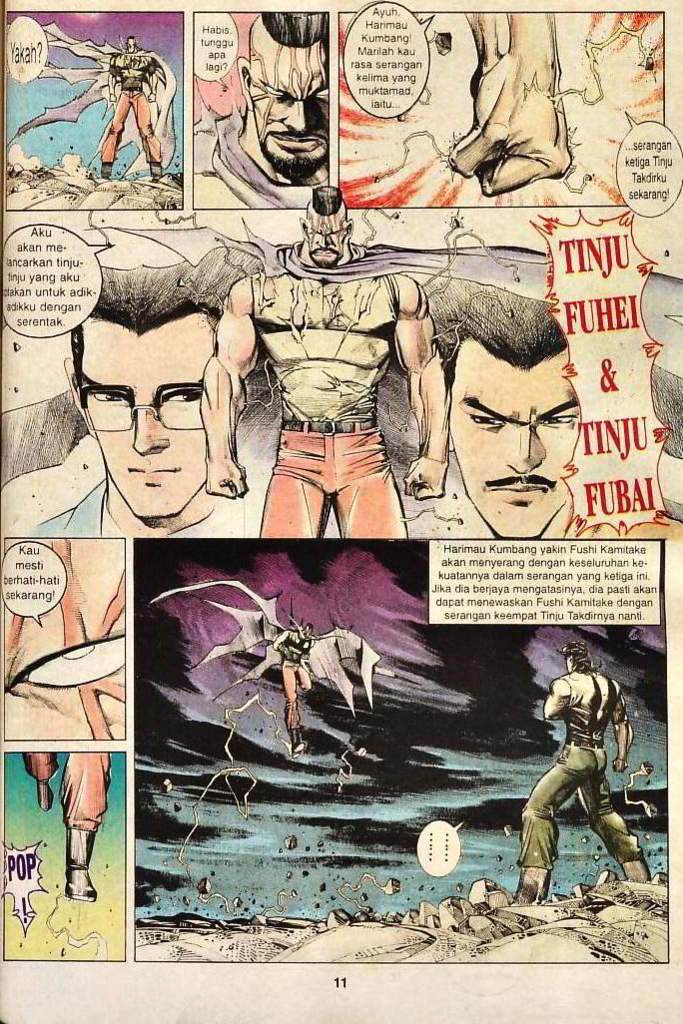 Yakah?
Habis,
tunggu
apa
lagi?
Ayuh,
Harimau
Kumbang!
Marilah kau
rasa serangan
kelima yang
muktamad,
iaitu...
...serangan
ketiga Tinju
Takdirku
sekarang!
Aku
akan me-
lancarkan tinju-
tinju yang aku
ciptakan untuk adik-
adikku dengan
serentak.
TINJU
FUHEI
&
TINJU
FUBAI
Kau
mesti
berhati-hati
sekarang!
Harimau Kumbang yakin Fushi Kamitake
akan menyerang dengan keseluruhan ke-
kuatannya dalam serangan yang ketiga ini.
Jika dia berjaya mengatasinya, dia pasti akan
dapat menewaskan Fushi Kamitake dengan
serangan keempat Tinju Takdirnya nanti.
POP
!
11